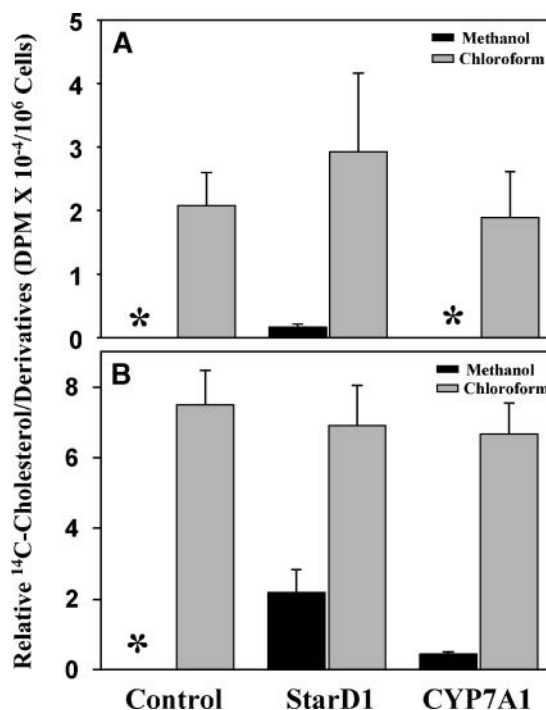 Relative ¹⁴C-Cholesterol/Derivatives (DPM X 10⁻⁴/10⁶ Cells)
A
Methanol
Chloroform
5
4
3
2
1
0
*
*
B
Methanol
Chloroform
8
6
4
2
0
*
Control StarD1 CYP7A1